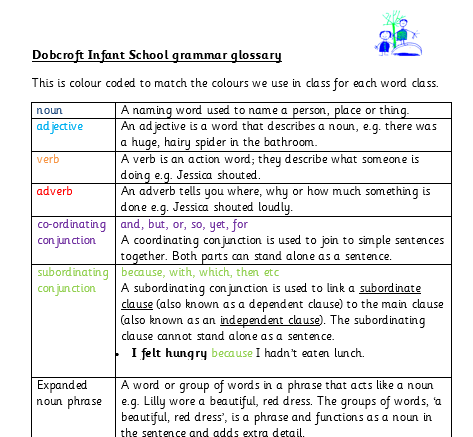 Dobcroft Infant School grammar glossary
This is colour coded to match the colours we use in class for each word class.
noun
A naming word used to name a person, place or thing.
adjective
An adjective is a word that describes a noun, e.g. there was
a huge, hairy spider in the bathroom.
verb
A verb is an action word; they describe what someone is
doing e.g. Jessica shouted.
adverb
An adverb tells you where, why or how much something is
done e.g. Jessica shouted loudly.
co-ordinating
conjunction
and, but, or, so, yet, for
A coordinating conjunction is used to join to simple sentences
together. Both parts can stand alone as a sentence.
subordinating
conjunction
because, with, which, then etc
A subordinating conjunction is used to link a subordinate
clause (also known as a dependent clause) to the main clause
(also known as an independent clause). The subordinating
clause cannot stand alone as a sentence.
• I felt hungry because I hadn't eaten lunch.
Expanded
noun phrase
A word or group of words in a phrase that acts like a noun
e.g. Lilly wore a beautiful, red dress. The groups of words, 'a
beautiful, red dress', is a phrase and functions as a noun in
the sentence and adds extra detail.